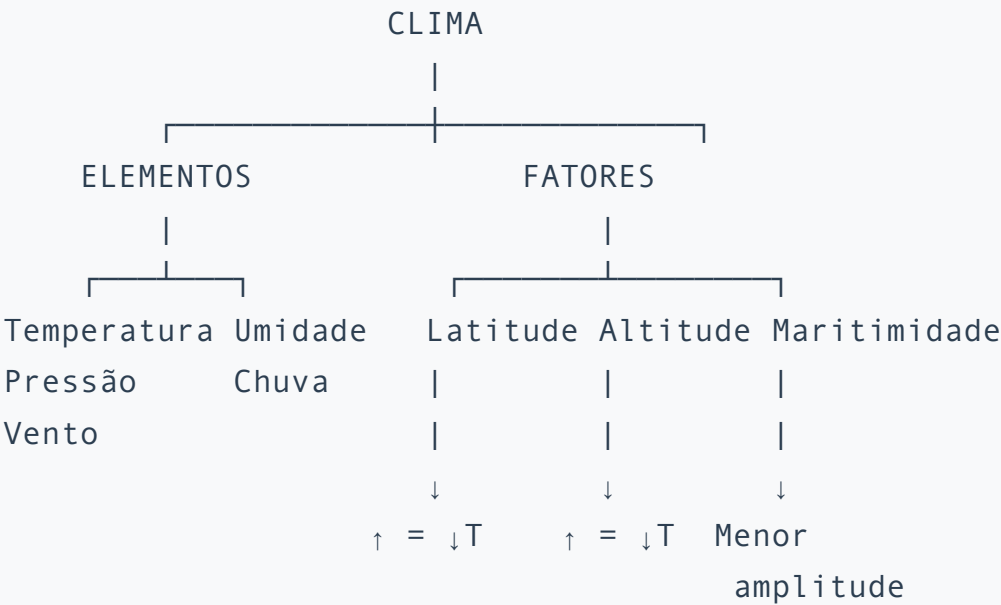 CLIMA
ELEMENTOS FATORES
Temperatura Umidade Latitude Altitude Maritimidade
Pressão Chuva
Vento
↓ ↓ ↓
↑ = ↓T ↑ = ↓T Menor
amplitude